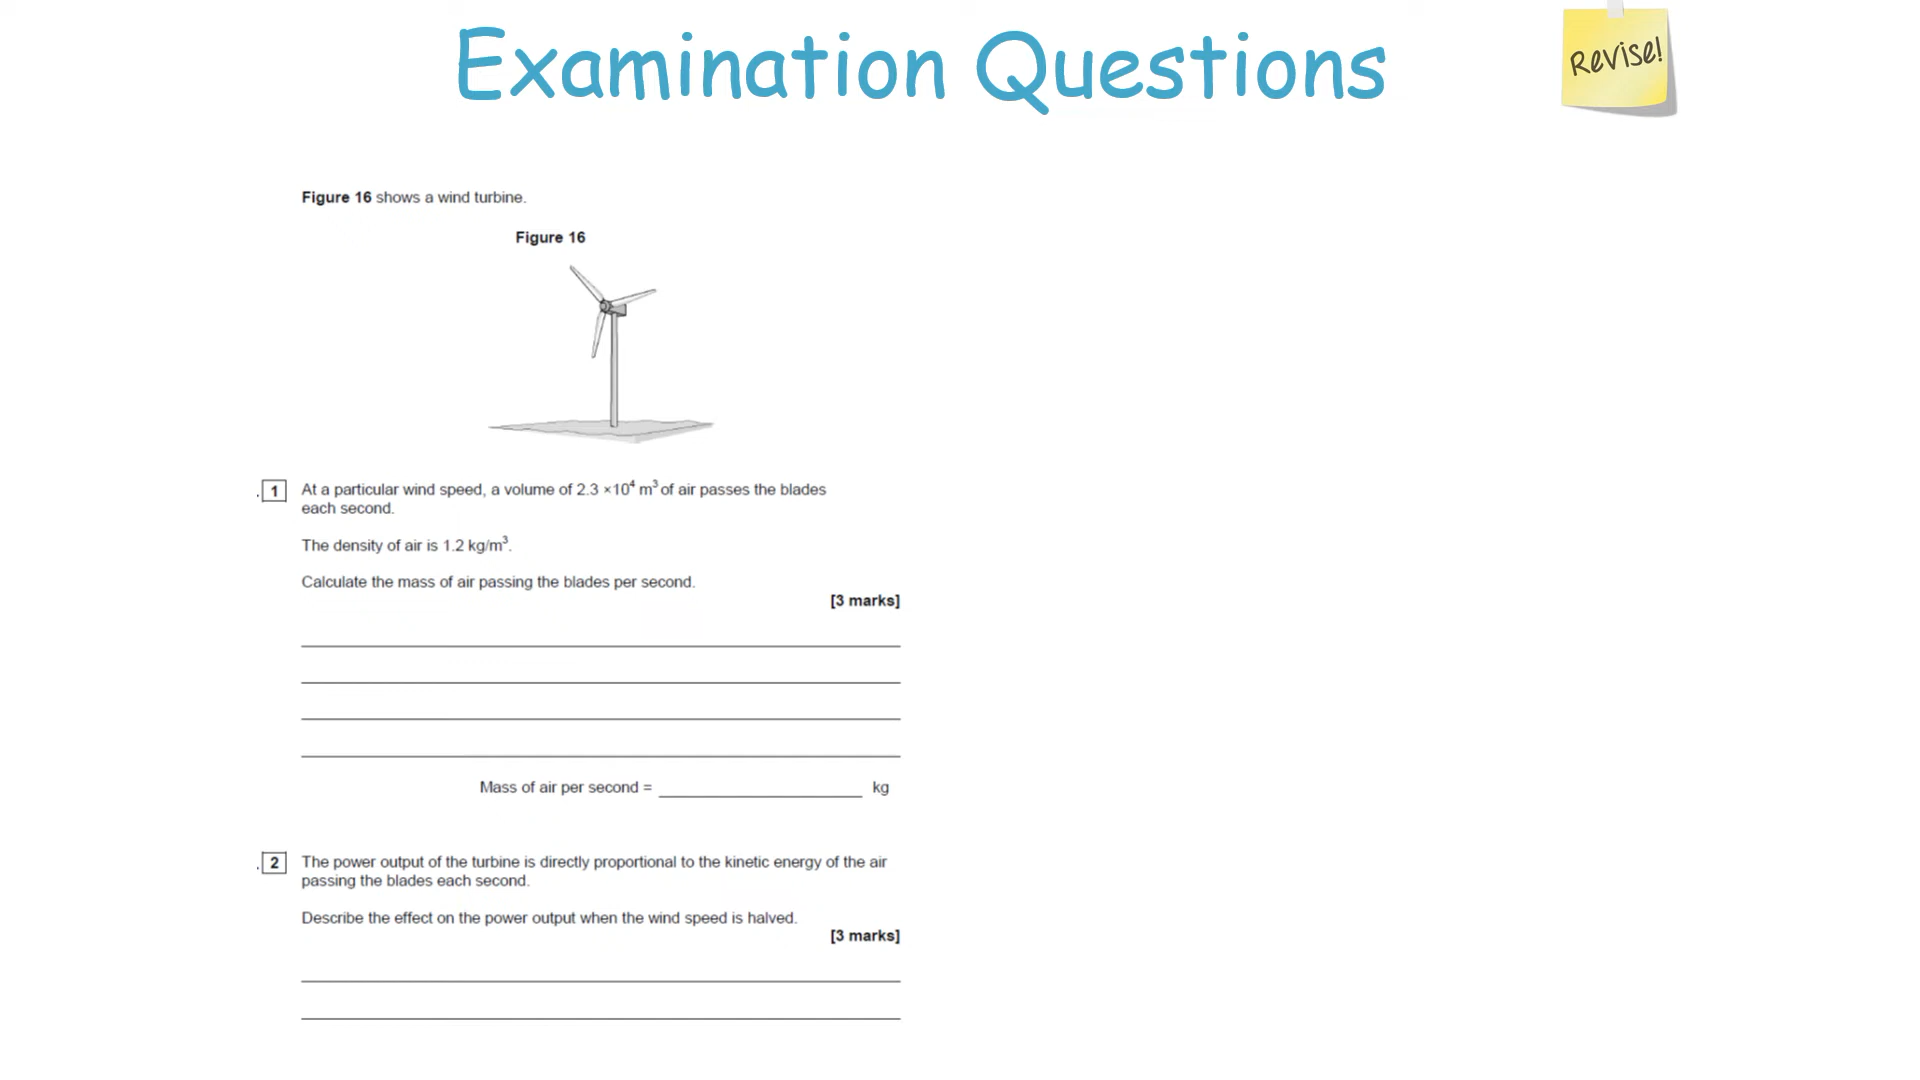 Examination Questions
Revise!
Figure 16 shows a wind turbine.
Figure 16
.1 At a particular wind speed, a volume of 2.3 ×10⁴ m³ of air passes the blades
each second.
The density of air is 1.2 kg/m³.
Calculate the mass of air passing the blades per second.
[3 marks]
Mass of air per second = ____________________ kg
.2 The power output of the turbine is directly proportional to the kinetic energy of the air
passing the blades each second.
Describe the effect on the power output when the wind speed is halved.
[3 marks]